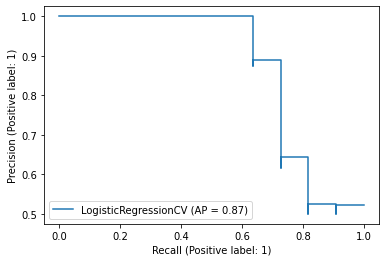 1.0
0.9
0.8
0.7
0.6
0.5
Precision (Positive label: 1)
LogisticRegressionCV (AP = 0.87)
0.0 0.2 0.4 0.6 0.8 1.0
Recall (Positive label: 1)